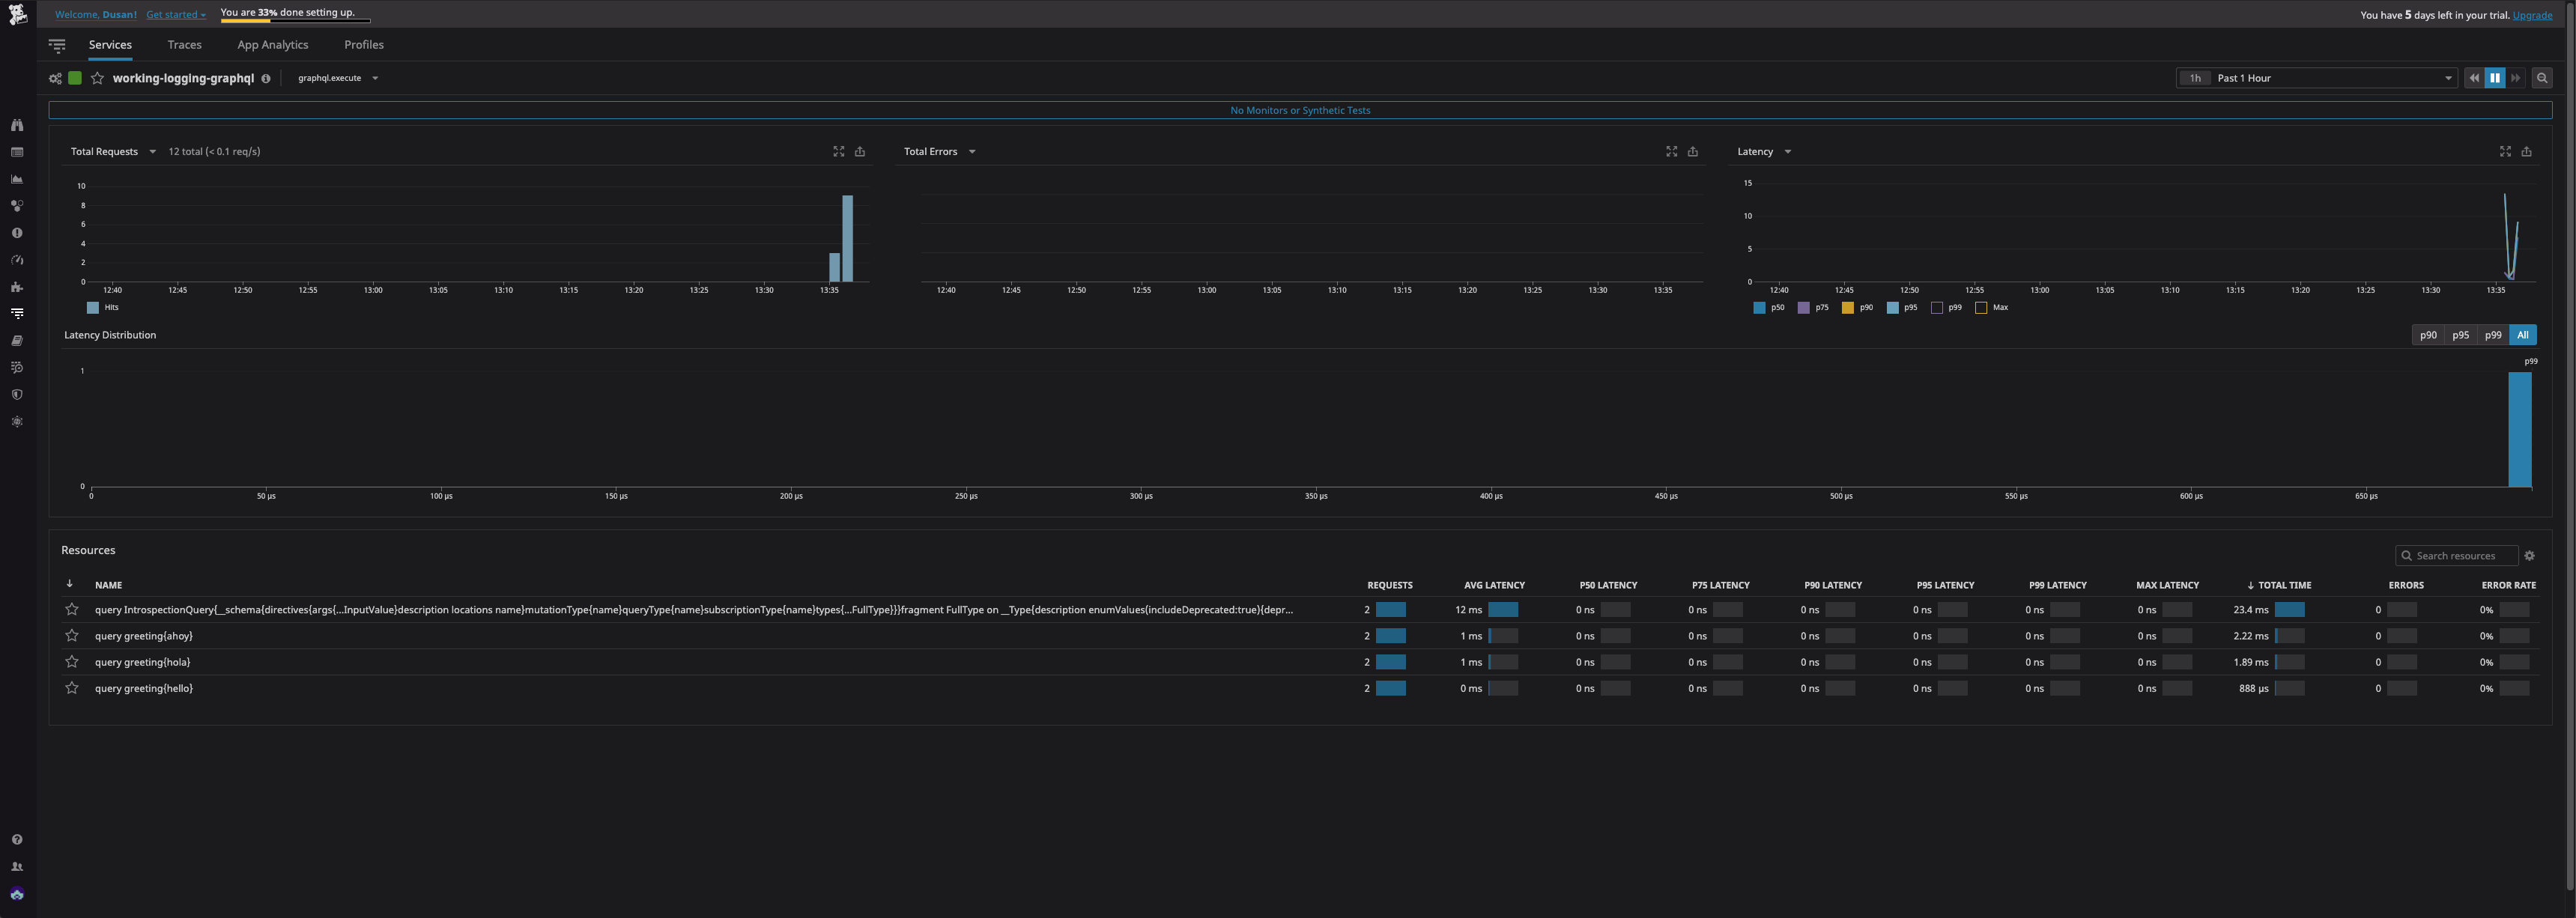 Welcome, Dusan! Get started You are 33% done setting up. You have 5 days left in your trial. Upgrade
Services Traces App Analytics Profiles
working-logging-graphql graphql.execute 1h Past 1 Hour
No Monitors or Synthetic Tests
Total Requests 12 total (< 0.1 req/s)
10
8
6
4
2
0
12:40 12:45 12:50 12:55 13:00 13:05 13:10 13:15 13:20 13:25 13:30 13:35
Hits
Total Errors
12:40 12:45 12:50 12:55 13:00 13:05 13:10 13:15 13:20 13:25 13:30 13:35
Latency
15
10
5
0
12:40 12:45 12:50 12:55 13:00 13:05 13:10 13:15 13:20 13:25 13:30 13:35
p50 p75 p90 p95 p99 Max
Latency Distribution p90 p95 p99 All
p99
1
0
0 50 µs 100 µs 150 µs 200 µs 250 µs 300 µs 350 µs 400 µs 450 µs 500 µs 550 µs 600 µs 650 µs
Resources
Search resources
NAME REQUESTS AVG LATENCY P50 LATENCY P75 LATENCY P90 LATENCY P95 LATENCY P99 LATENCY MAX LATENCY TOTAL TIME ERRORS ERROR RATE
query IntrospectionQuery{__schema{directives{args{...InputValue}description locations name}mutationType{name}queryType{name}subscriptionType{name}types{...FullType}}}fragment FullType on __Type{description enumValues(includeDeprecated:true){depr... 2 12 ms 0 ns 0 ns 0 ns 0 ns 0 ns 0 ns 23.4 ms 0 0%
query greeting{ahoy} 2 1 ms 0 ns 0 ns 0 ns 0 ns 0 ns 0 ns 2.22 ms 0 0%
query greeting{hola} 2 1 ms 0 ns 0 ns 0 ns 0 ns 0 ns 0 ns 1.89 ms 0 0%
query greeting{hello} 2 0 ms 0 ns 0 ns 0 ns 0 ns 0 ns 0 ns 888 µs 0 0%